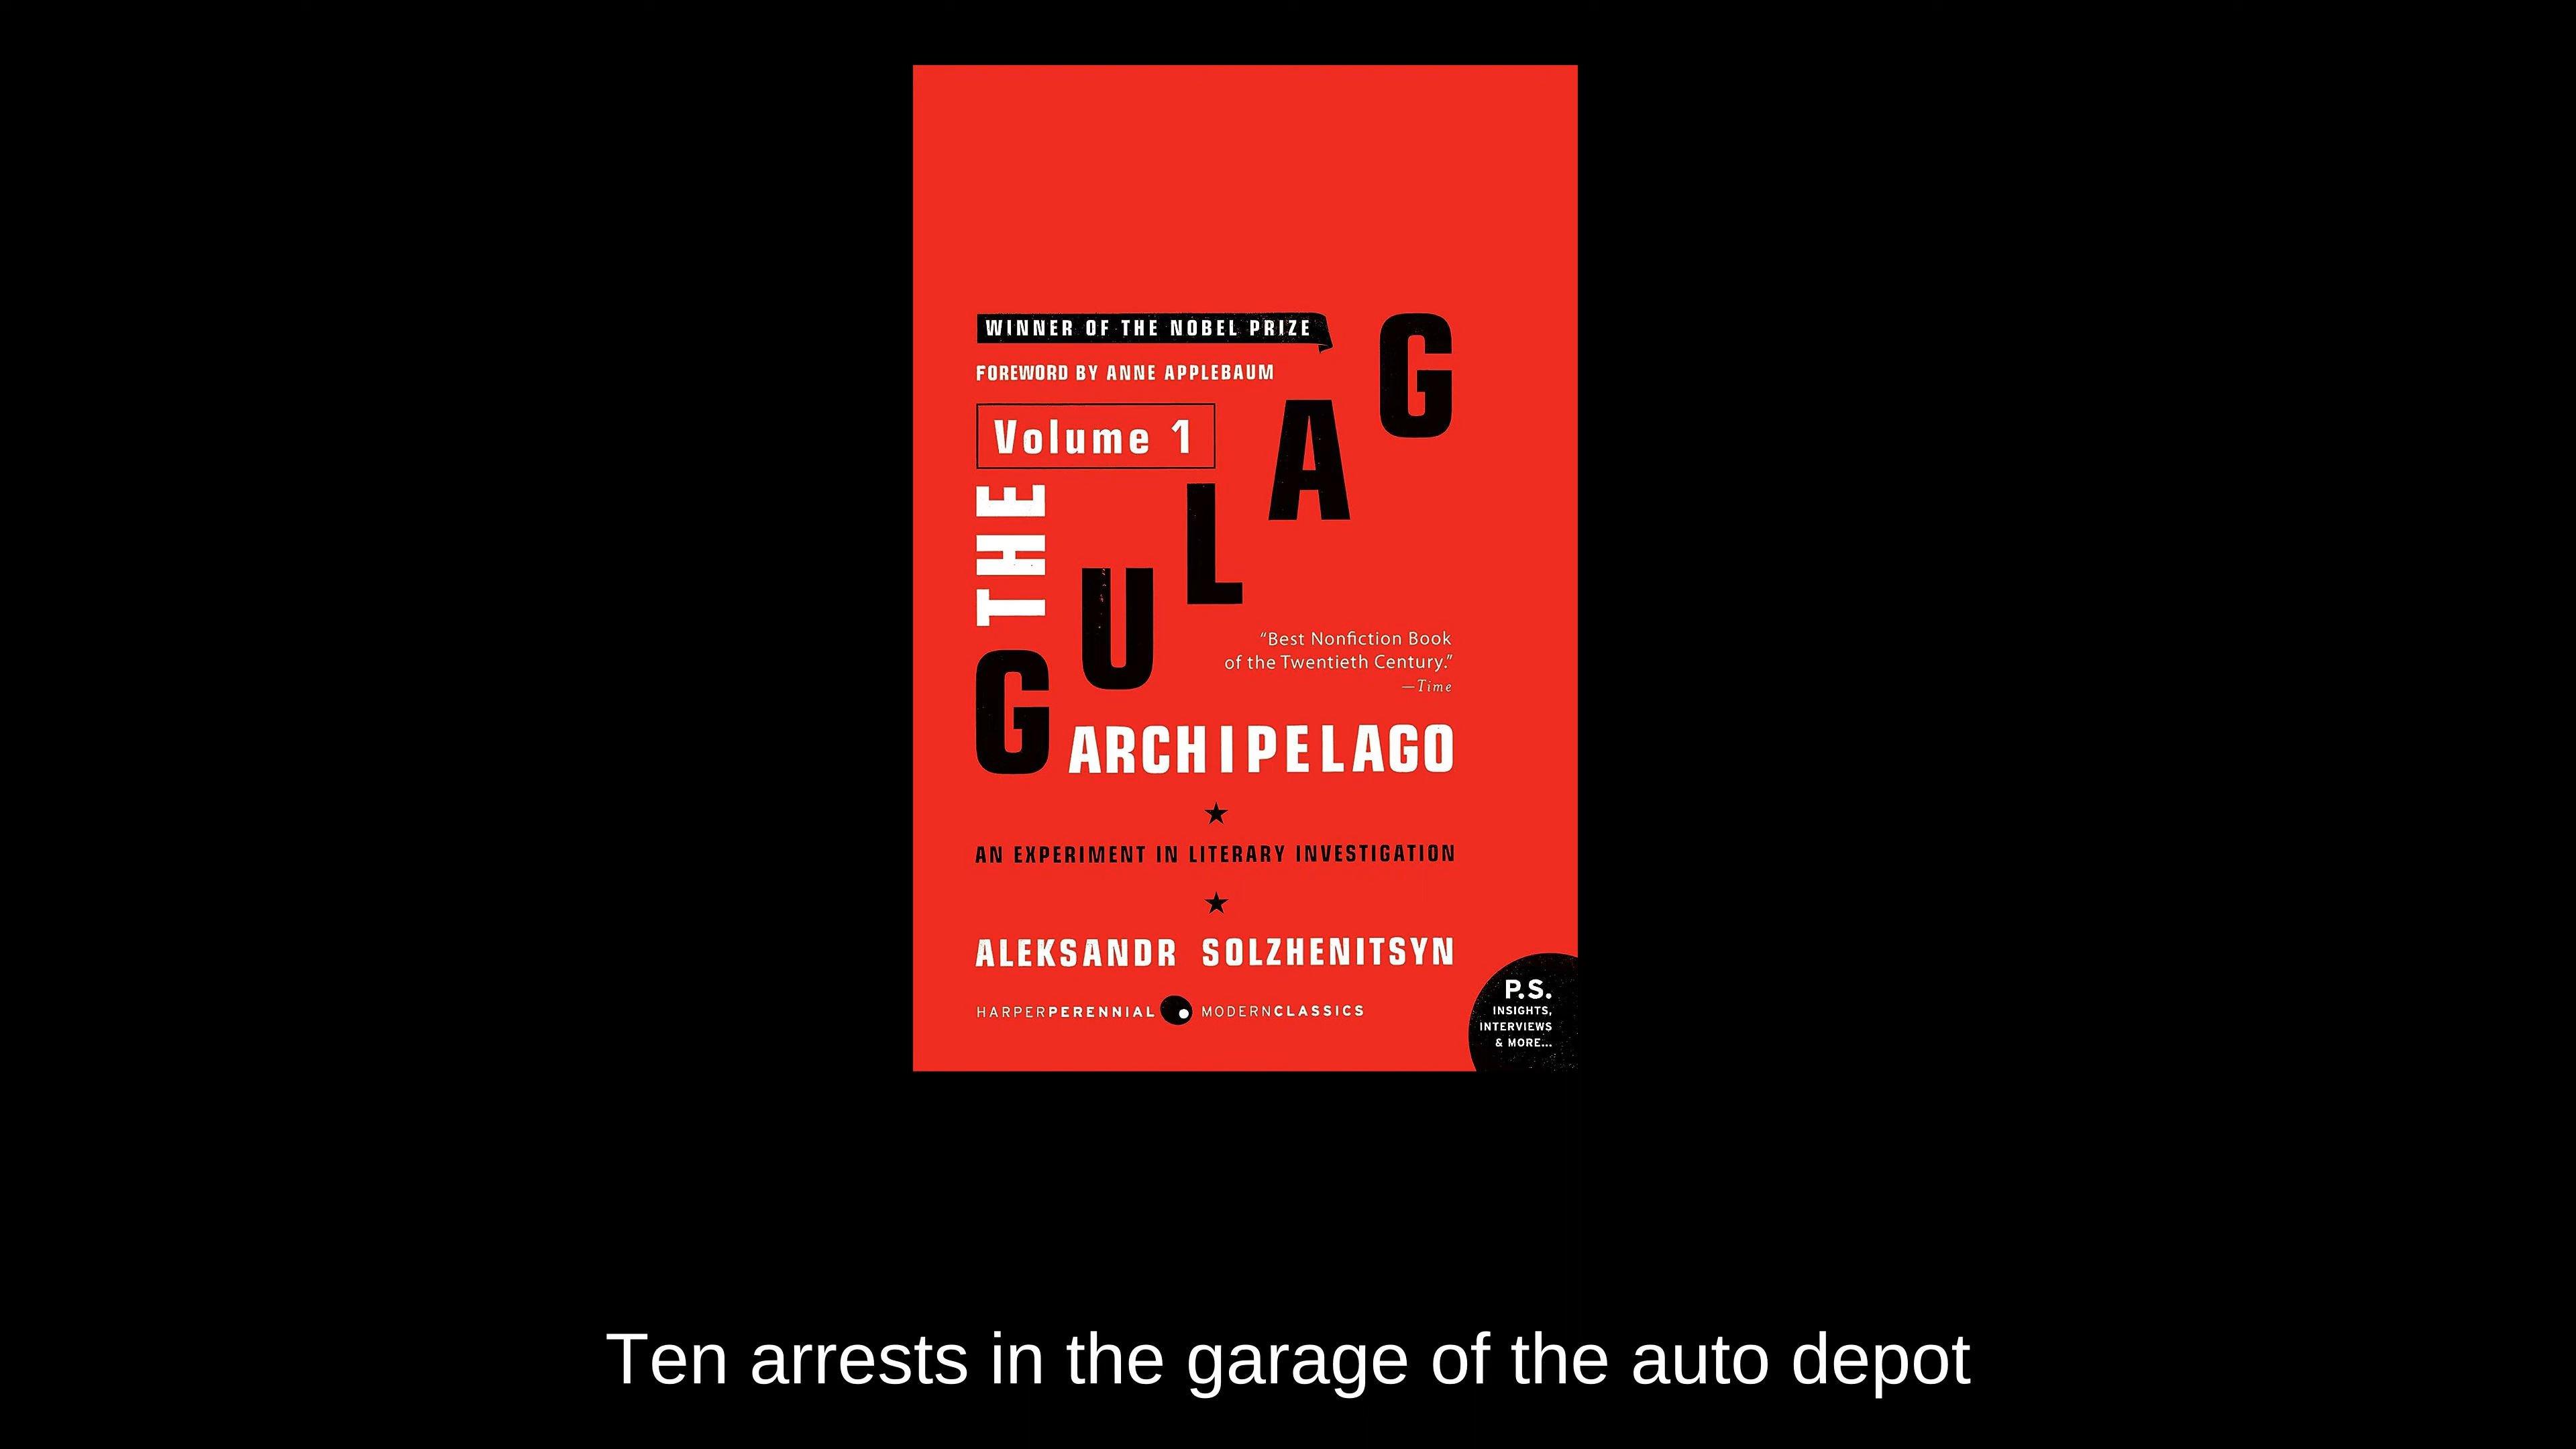 WINNER OF THE NOBEL PRIZE
FOREWORD BY ANNE APPLEBAUM
Volume 1
THE
GULAG
ARCHIPELAGO
“Best Nonfiction Book
of the Twentieth Century.”
—Time
AN EXPERIMENT IN LITERARY INVESTIGATION
ALEKSANDR SOLZHENITSYN
HARPERPERENNIAL MODERNCLASSICS
P.S.
INSIGHTS,
INTERVIEWS
& MORE...
Ten arrests in the garage of the auto depot